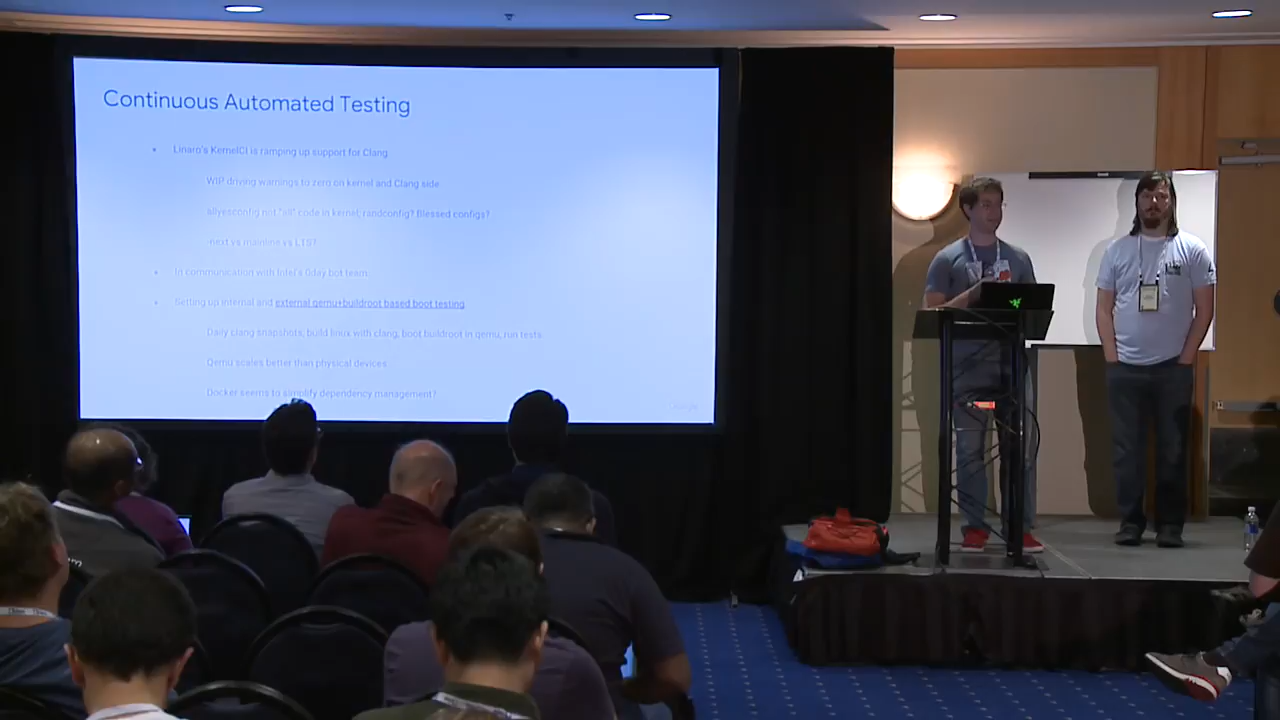 Continuous Automated Testing
Linaro's KernelCI is ramping up support for Clang
WIP driving warnings to zero on kernel and Clang side
allyesconfig not "all" code in kernel; randconfig? Blessed configs?
-next vs mainline vs LTS?
In communication with Intel's 0day bot team.
Setting up internal and external qemu+buildroot based boot testing.
Daily clang snapshots, build linux with clang, boot buildroot in qemu, run tests.
Qemu scales better than physical devices.
Docker seems to simplify dependency management?
Google